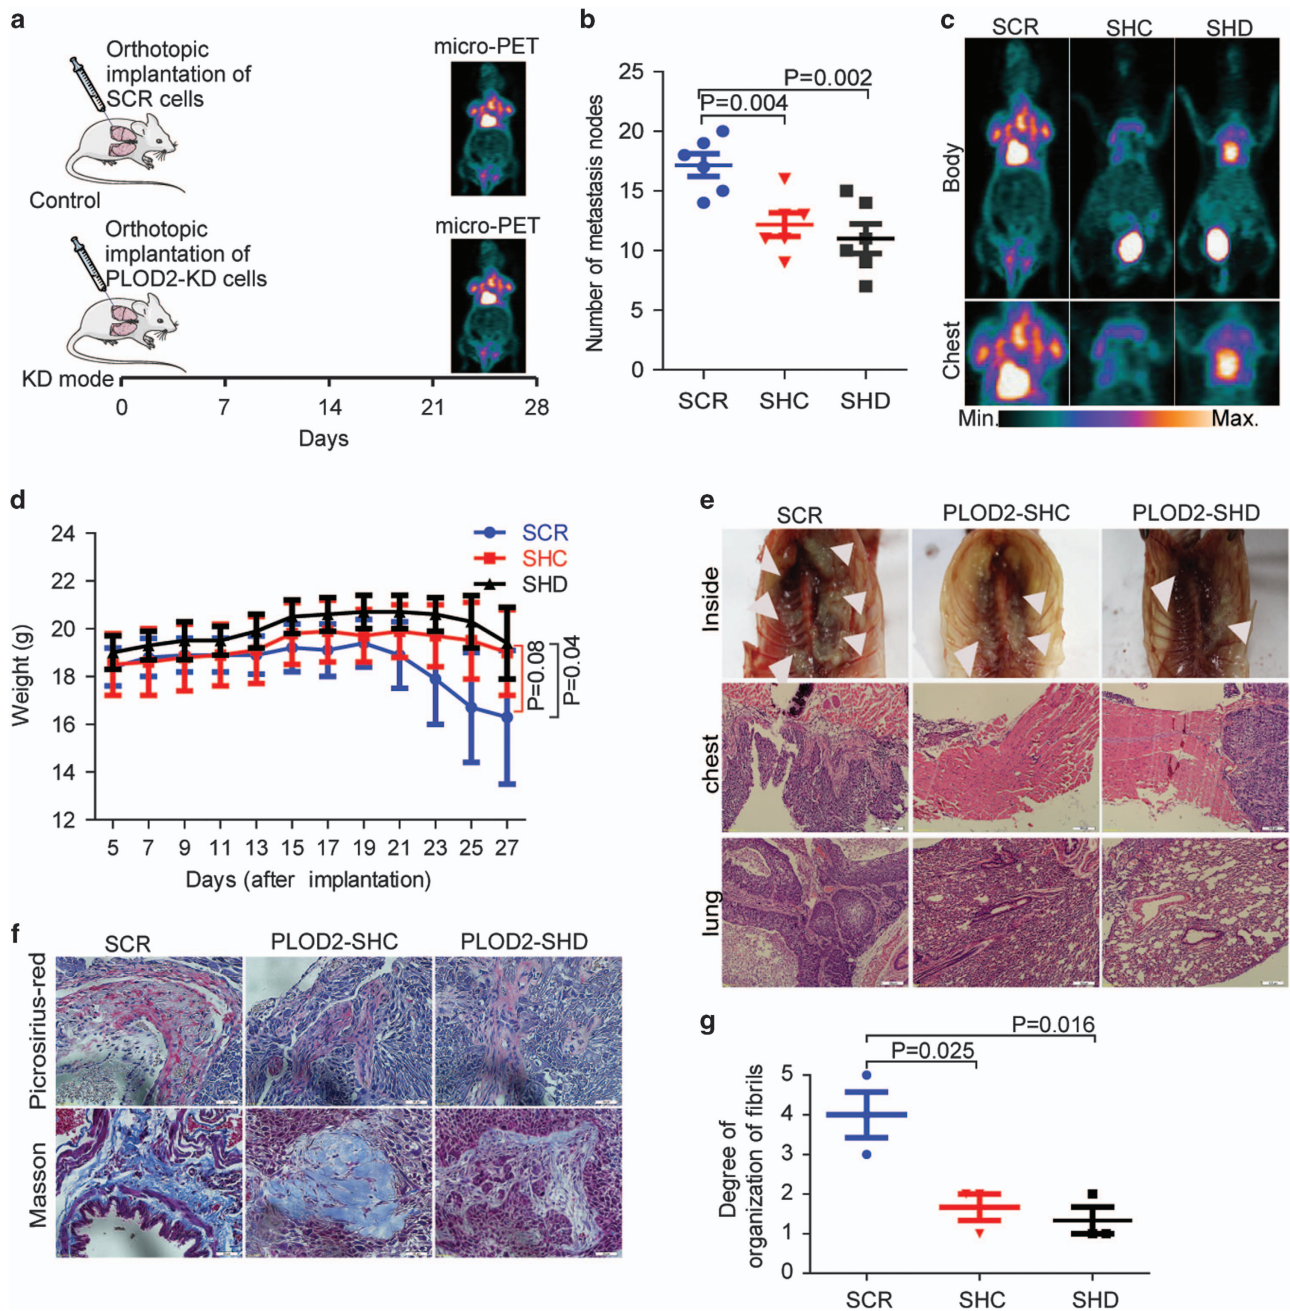 a
Orthotopic
implantation of
SCR cells
micro-PET
Control
Orthotopic
implantation of
PLOD2-KD cells
micro-PET
KD mode
0 7 14 21 28
Days
b
P=0.002
P=0.004
Number of metastasis nodes
25
20
15
10
5
0
SCR SHC SHD
c
SCR SHC SHD
Body
Chest
Min. Max.
d
Weight (g)
24
22
20
18
16
14
12
SCR
SHC
SHD
P=0.08
P=0.04
5 7 9 11 13 15 17 19 21 23 25 27
Days (after implantation)
e
SCR PLOD2-SHC PLOD2-SHD
Inside
chest
lung
f
SCR PLOD2-SHC PLOD2-SHD
Picrosirius-red
Masson
g
P=0.016
P=0.025
Degree of
organization of fibrils
5
4
3
2
1
0
SCR SHC SHD